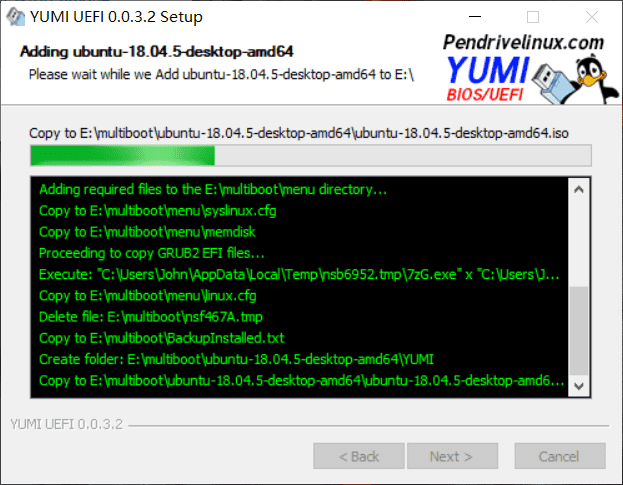 YUMI UEFI 0.0.3.2 Setup
Adding ubuntu-18.04.5-desktop-amd64
Please wait while we Add ubuntu-18.04.5-desktop-amd64 to E:\
Pendrivelinux.com
YUMI
BIOS/UEFI
Copy to E:\multiboot\ubuntu-18.04.5-desktop-amd64\ubuntu-18.04.5-desktop-amd64.iso
Adding required files to the E:\multiboot\menu directory...
Copy to E:\multiboot\menu\syslinux.cfg
Copy to E:\multiboot\menu\memdisk
Proceeding to copy GRUB2 EFI files...
Execute: "C:\Users\John\AppData\Local\Temp\nsb6952.tmp\7zG.exe" x "C:\Users\J...
Copy to E:\multiboot\menu\linux.cfg
Delete file: E:\multiboot\nsf467A.tmp
Copy to E:\multiboot\BackupInstalled.txt
Create folder: E:\multiboot\ubuntu-18.04.5-desktop-amd64\YUMI
Copy to E:\multiboot\ubuntu-18.04.5-desktop-amd64\ubuntu-18.04.5-desktop-amd6...
YUMI UEFI 0.0.3.2
< Back
Next >
Cancel